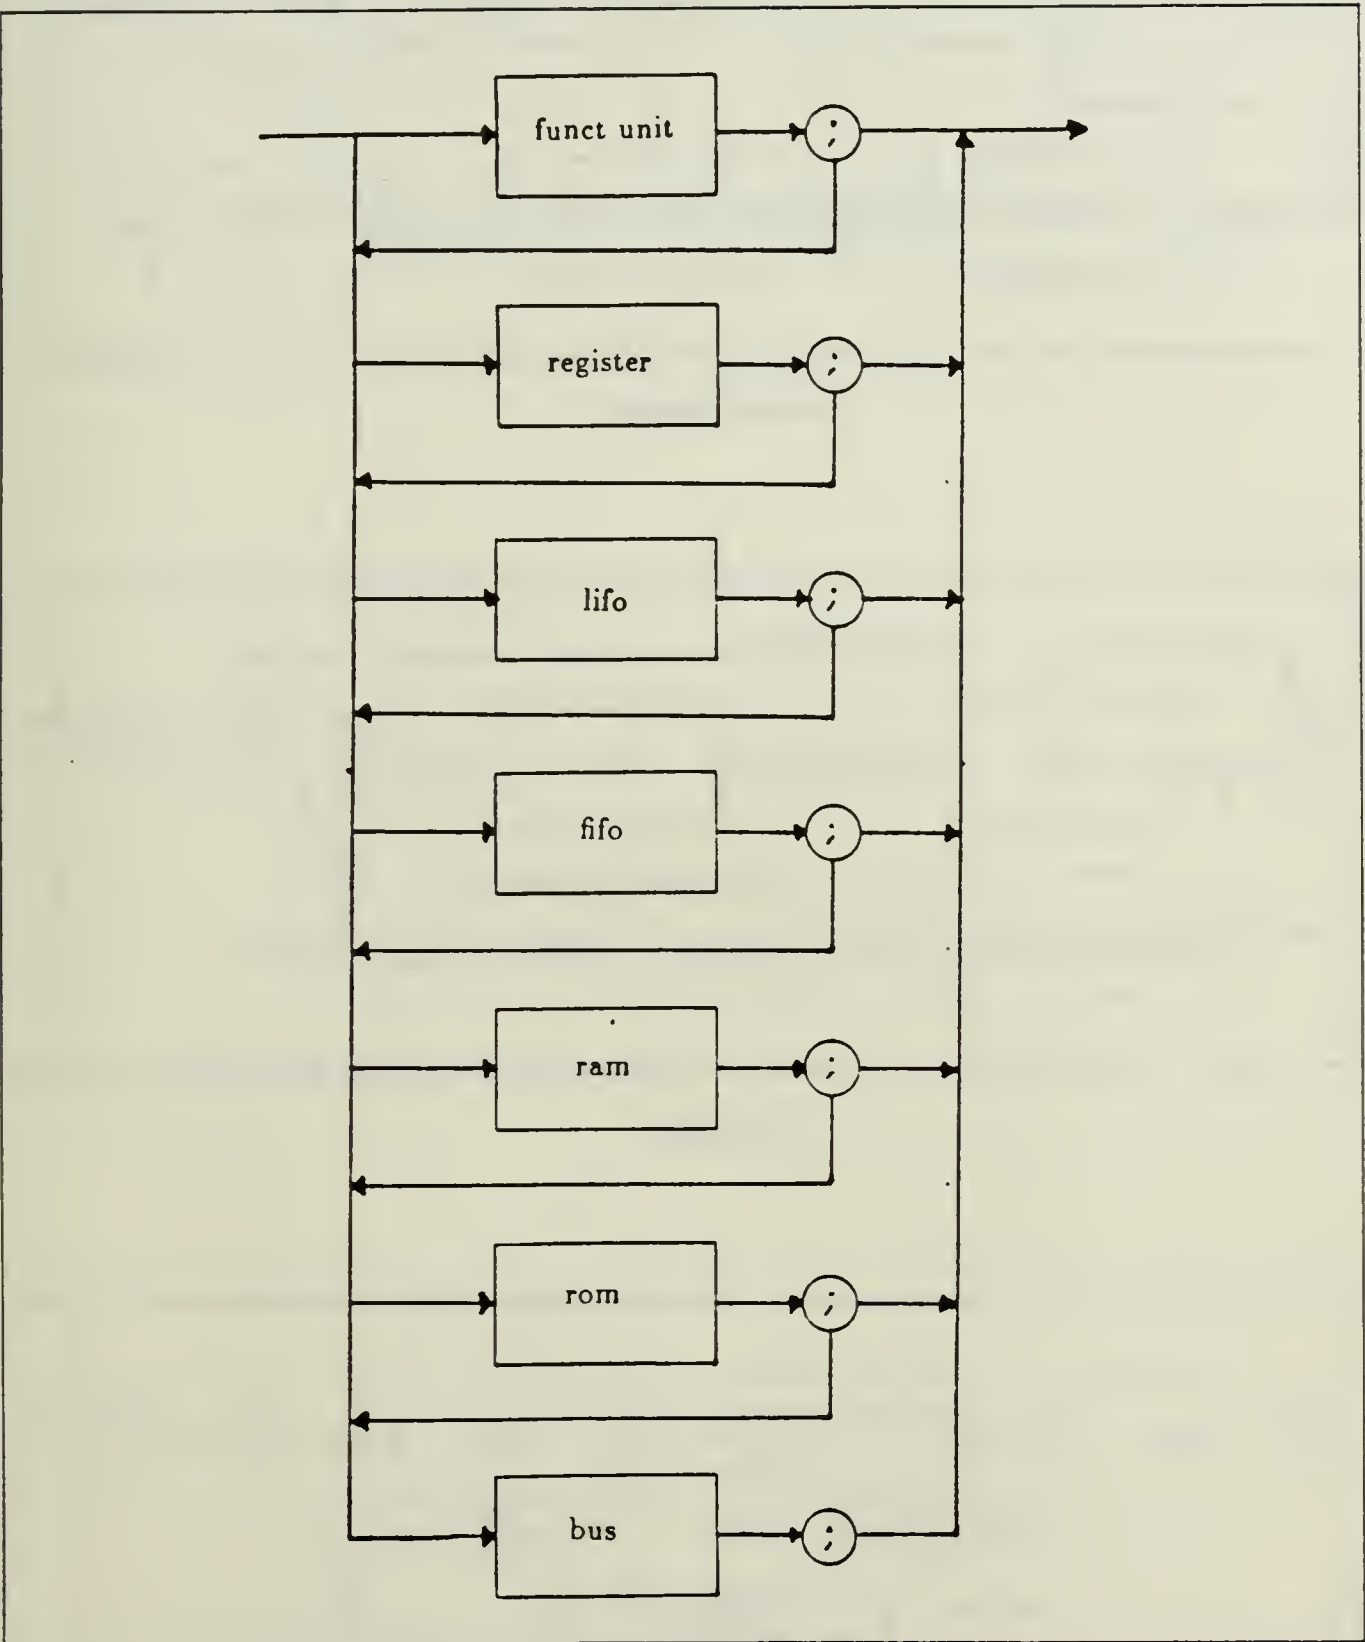 funct unit
;
register
;
lifo
;
fifo
;
ram
;
rom
;
bus
;